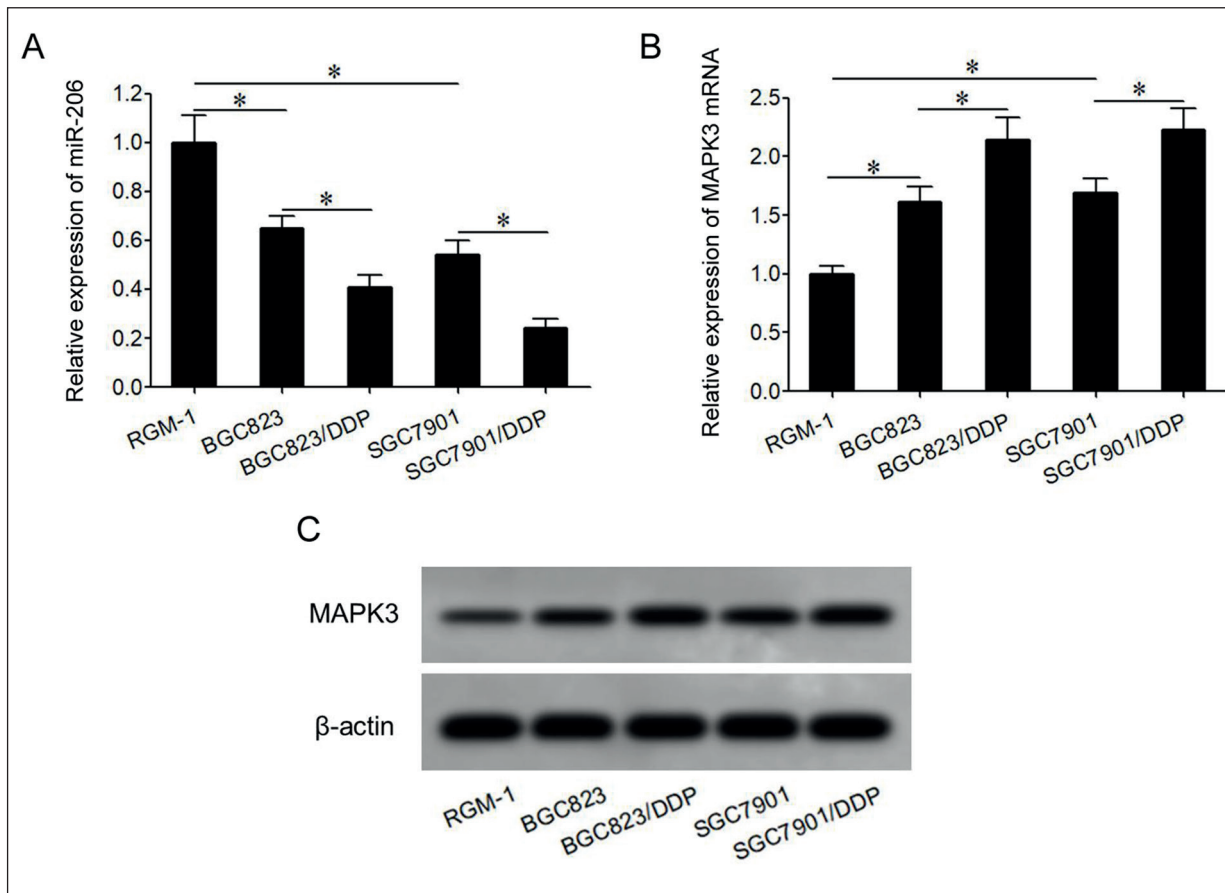 A
Relative expression of miR-206
1.2
1.0
0.8
0.6
0.4
0.2
0.0
*
*
*
*
RGM-1
BGC823
BGC823/DDP
SGC7901
SGC7901/DDP
B
Relative expression of MAPK3 mRNA
2.5
2.0
1.5
1.0
0.5
0.0
*
*
*
*
RGM-1
BGC823
BGC823/DDP
SGC7901
SGC7901/DDP
C
MAPK3
β-actin
RGM-1
BGC823
BGC823/DDP
SGC7901
SGC7901/DDP